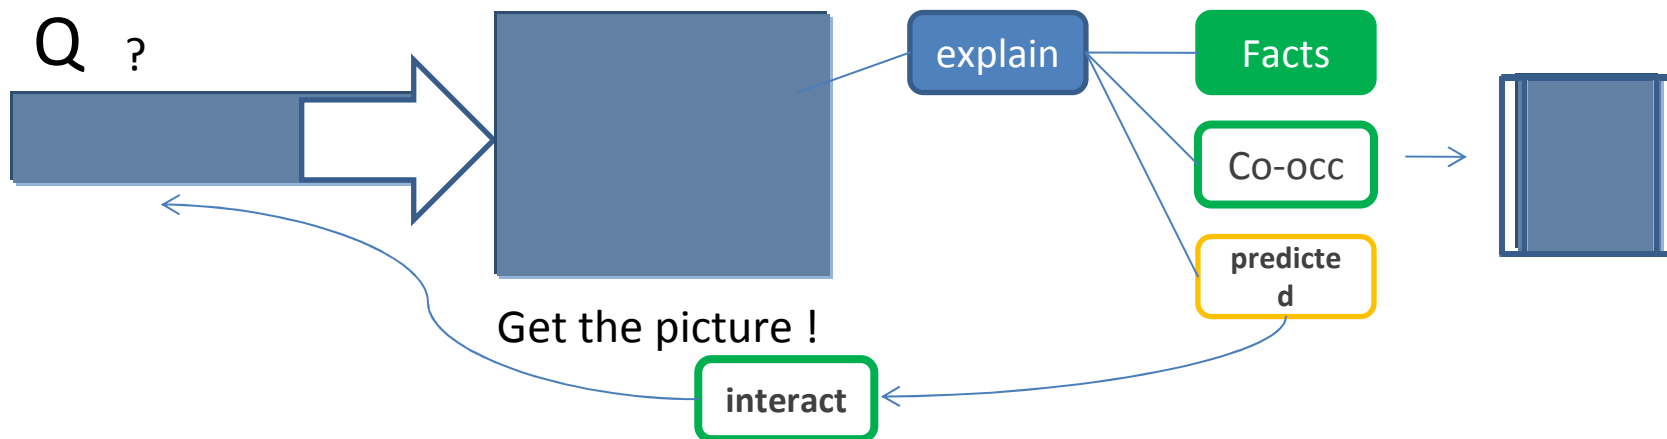 Q ?
explain
Facts
Co-occ
predicte
d
Get the picture !
interact